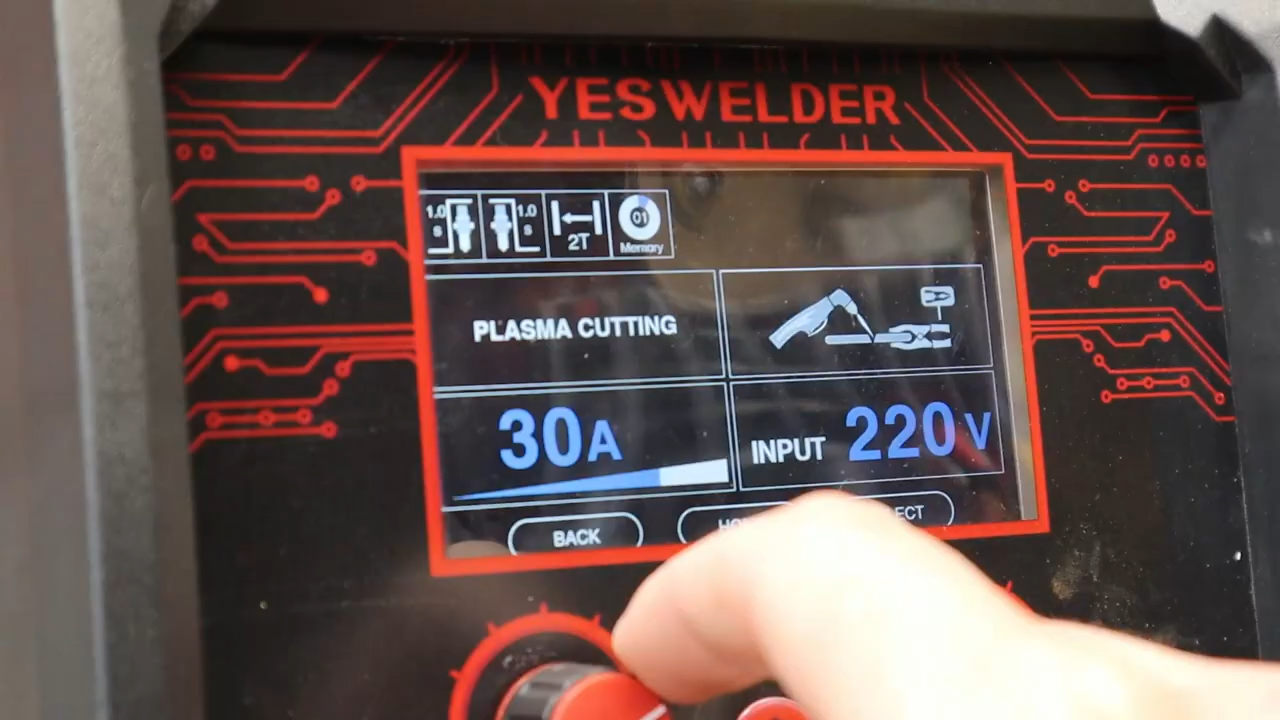 YESWELDER
1.0 s
1.0 s
2T
01
Memory
PLASMA CUTTING
30A
INPUT 220V
BACK